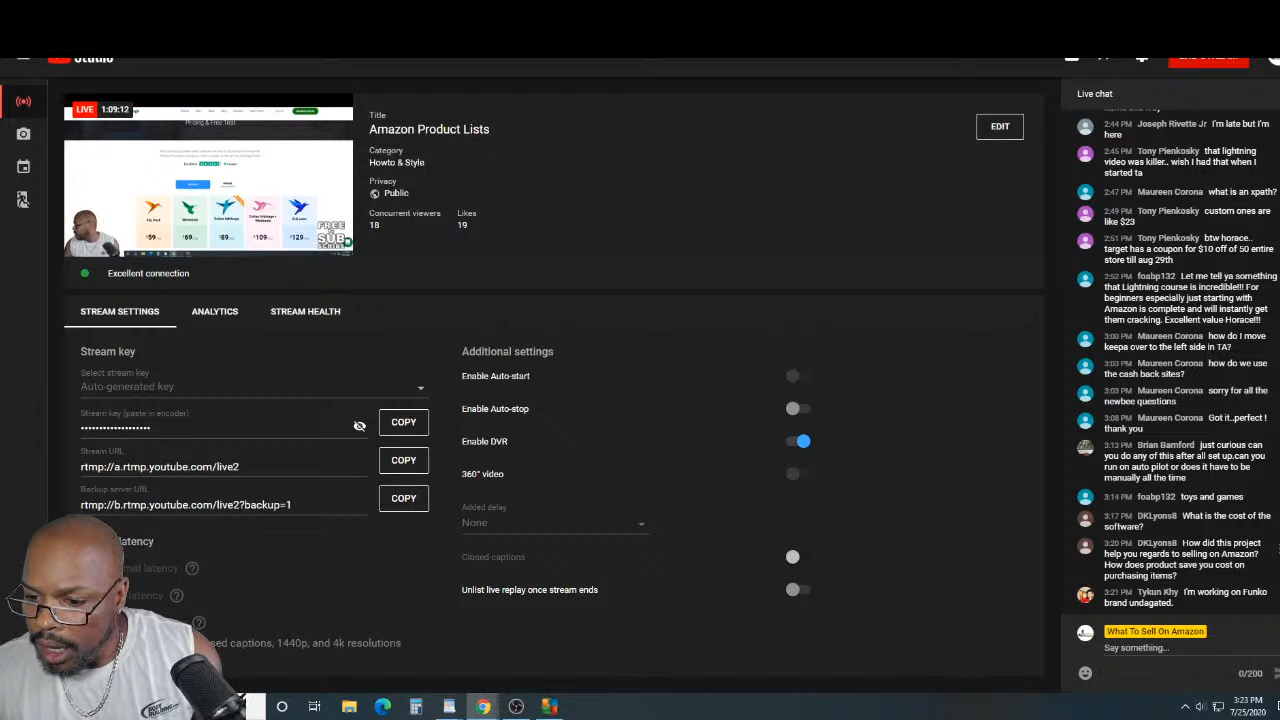 Studio
LIVE 1:09:12
Pricing & Free Trial
$59
$69
$89
$109
$129
FREE
SUB
Excellent connection
Title
Amazon Product Lists
Category
& Style
Privacy
Public
Concurrent viewers
18
Likes
19
EDIT
STREAM SETTINGS
ANALYTICS
STREAM HEALTH
Stream key
Select stream key
Auto-generated key
Stream key (paste in encoder)
COPY
Stream URL
rtmp://a.rtmp.youtube.com/live2
COPY
Backup server URL
rtmp://b.rtmp.youtube.com/live2?backup=1
COPY
latency
mal latency
latency
sed captions, 1440p, and 4k resolutions
Additional settings
Enable Auto-start
Enable Auto-stop
Enable DVR
360° video
Added delay
None
Closed captions
Unlist live replay once stream ends
Live chat
2:44 PM Joseph Rivette Jr I'm late but I'm
here
2:45 PM Tony Pienkosky that lightning
video was killer.. wish I had that when I
started ta
2:47 PM Maureen Corona what is an xpath?
2:49 PM Tony Pienkosky custom ones are
like $23
2:51 PM Tony Pienkosky btw horace..
target has a coupon for $10 off of 50 entire
store till aug 29th
2:52 PM foabp132 Let me tell ya something
that Lightning course is incredible!!! For
beginners especially just starting with
Amazon is complete and will instantly get
them cracking. Excellent value Horace!!!
3:00 PM Maureen Corona how do I move
keepa over to the left side in TA?
3:03 PM Maureen Corona how do we use
the cash back sites?
3:03 PM Maureen Corona sorry for all the
newbee questions
3:08 PM Maureen Corona Got it..perfect !
thank you
3:13 PM Brian Bamford just curious can
you do any of this after all set up.can you
run on auto pilot or does it have to be
manually all the time
3:14 PM foabp132 toys and games
3:17 PM DKLyons8 What is the cost of the
software?
3:20 PM DKLyons8 How did this project
help you regards to selling on Amazon?
How does product save you cost on
purchasing items?
3:21 PM Tykun Khy I'm working on Funko
brand undagated.
What To Sell On Amazon
Say something...
0/200
3:23 PM
7/25/2020